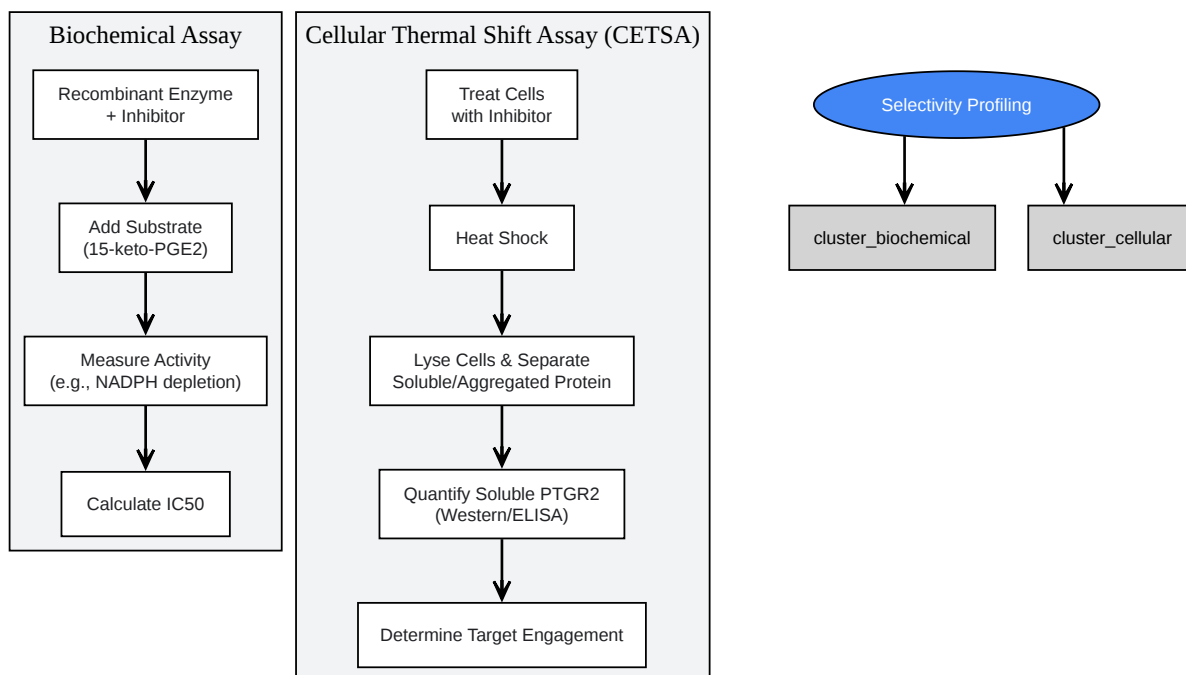 Biochemical Assay
Recombinant Enzyme
+ Inhibitor
Add Substrate
(15-keto-PGE2)
Measure Activity
(e.g., NADPH depletion)
Calculate IC50
Cellular Thermal Shift Assay (CETSA)
Treat Cells
with Inhibitor
Heat Shock
Lyse Cells & Separate
Soluble/Aggregated Protein
Quantify Soluble PTGR2
(Western/ELISA)
Determine Target Engagement
Selectivity Profiling
cluster_biochemical
cluster_cellular